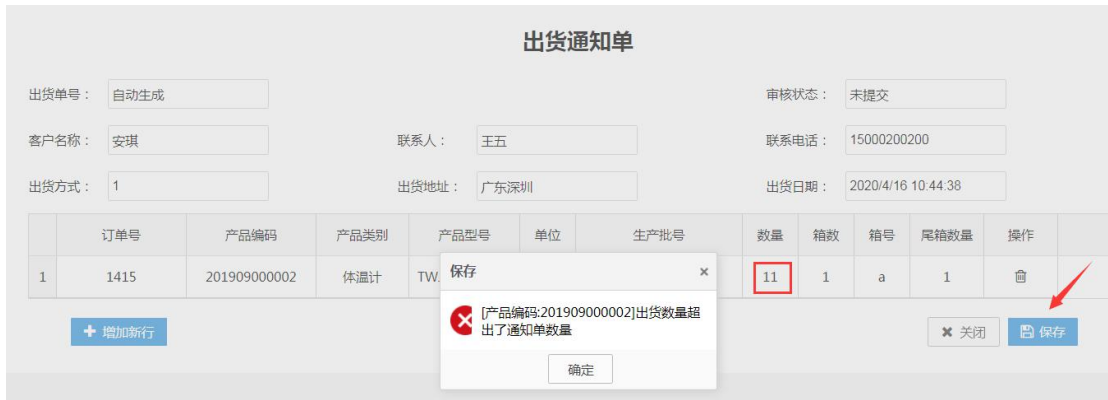 出货通知单
出货单号： 自动生成 审核状态： 未提交
客户名称： 安琪 联系人： 王五 联系电话： 15000200200
出货方式： 1 出货地址： 广东深圳 出货日期： 2020/4/16 10:44:38
订单号 产品编码 产品类别 产品型号 单位 生产批号 数量 箱数 箱号 尾箱数量 操作
1 1415 201909000002 体温计 TW. 11 1 a 1
保存 ×
[产品编码:201909000002]出货数量超
出了通知单数量
确定
+ 增加新行 ✖ 关闭 保存